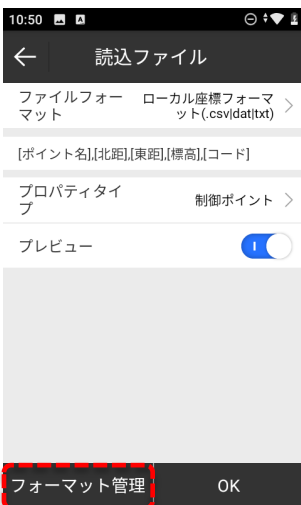 10:50
読込ファイル
ファイルフォー
マット
ローカル座標フォーマ
ット(.csv|dat|txt)
[ポイント名],[北距],[東距],[標高],[コード]
プロパティタイ
プ
制御ポイント
プレビュー
フォーマット管理
OK